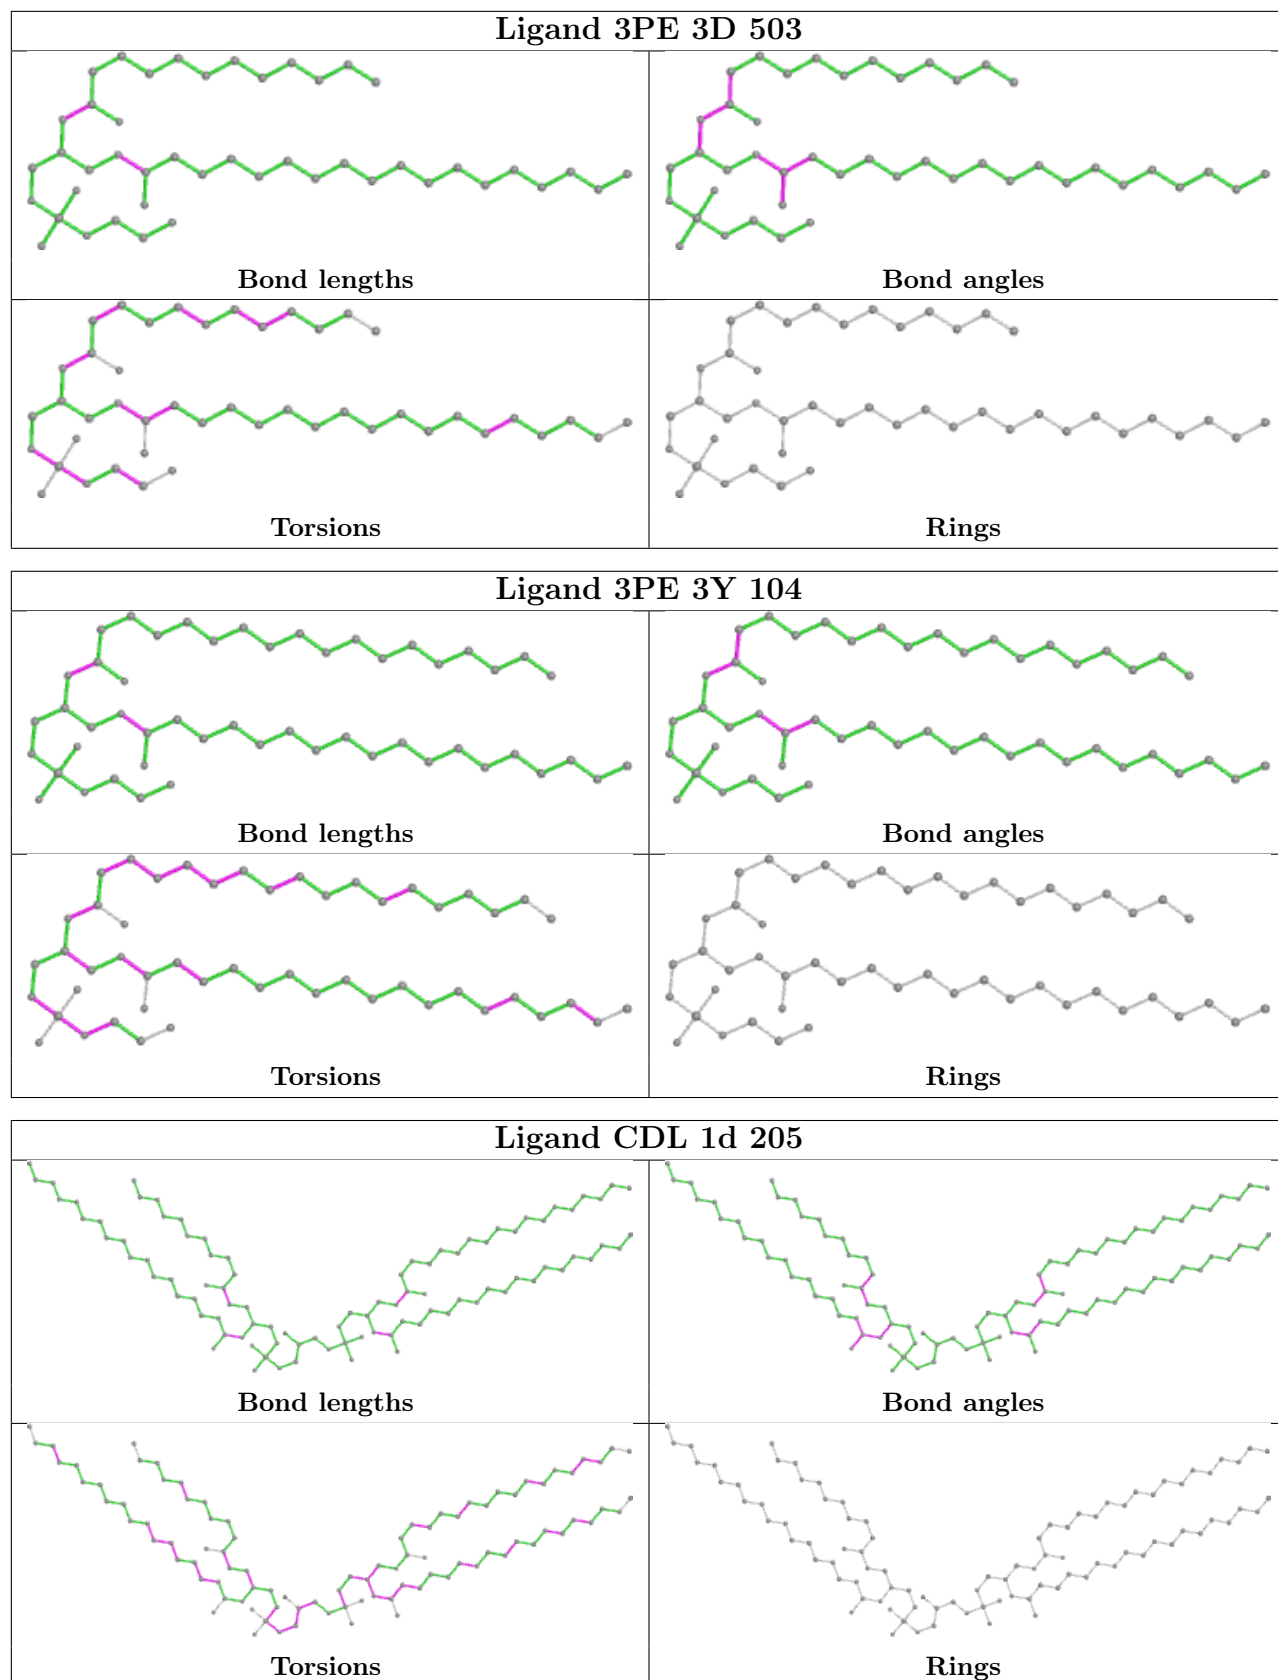 Ligand 3PE 3D 503
Bond lengths
Bond angles
Torsions
Rings
Ligand 3PE 3Y 104
Bond lengths
Bond angles
Torsions
Rings
Ligand CDL 1d 205
Bond lengths
Bond angles
Torsions
Rings